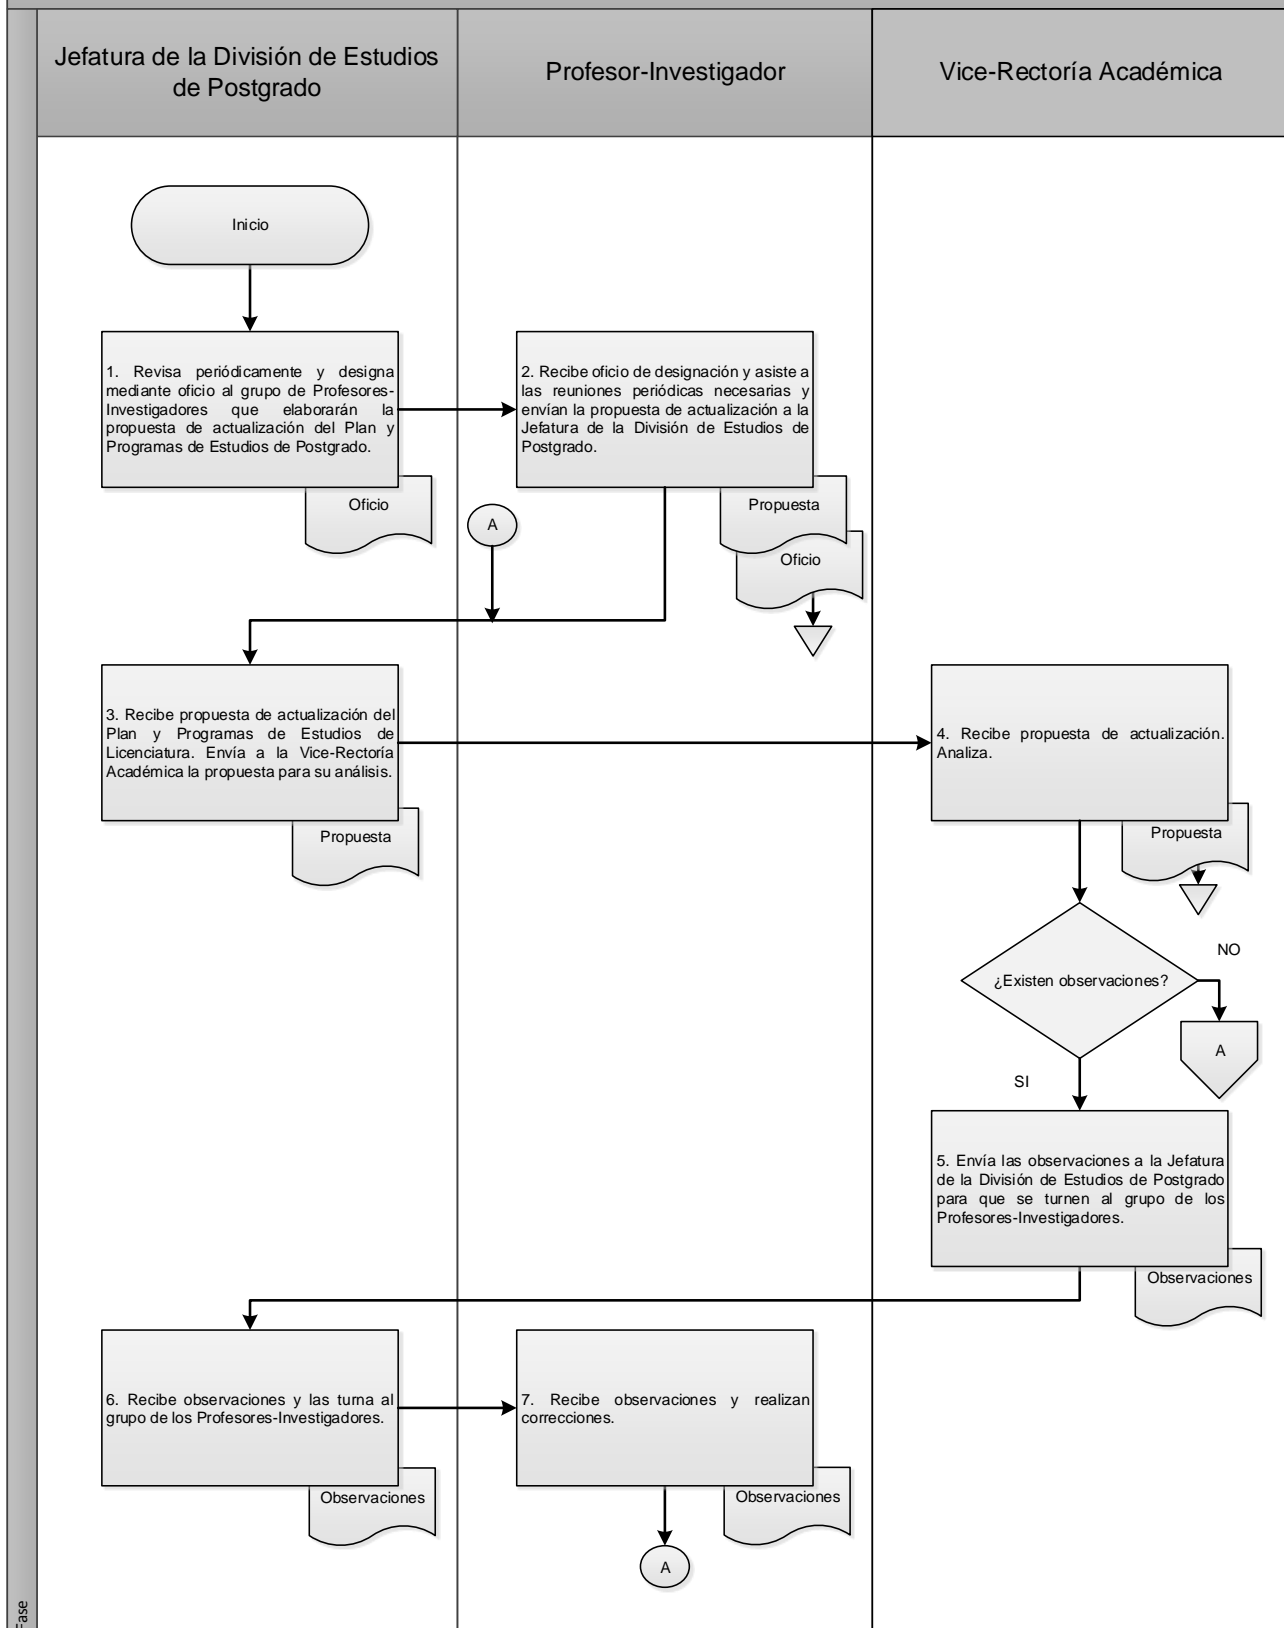 Jefatura de la División de Estudios
de Postgrado
Profesor-Investigador
Vice-Rectoría Académica
Inicio
1. Revisa periódicamente y designa
mediante oficio al grupo de Profesores-
Investigadores que elaborarán la
propuesta de actualización del Plan y
Programas de Estudios de Postgrado.
Oficio
2. Recibe oficio de designación y asiste a
las reuniones periódicas necesarias y
envían la propuesta de actualización a la
Jefatura de la División de Estudios de
Postgrado.
Propuesta
Oficio
A
3. Recibe propuesta de actualización del
Plan y Programas de Estudios de
Licenciatura. Envía a la Vice-Rectoría
Académica la propuesta para su análisis.
Propuesta
4. Recibe propuesta de actualización.
Analiza.
Propuesta
¿Existen observaciones?
NO
A
SI
5. Envía las observaciones a la Jefatura
de la División de Estudios de Postgrado
para que se turnen al grupo de los
Profesores-Investigadores.
Observaciones
6. Recibe observaciones y las turna al
grupo de los Profesores-Investigadores.
Observaciones
7. Recibe observaciones y realizan
correcciones.
Observaciones
A
Fase